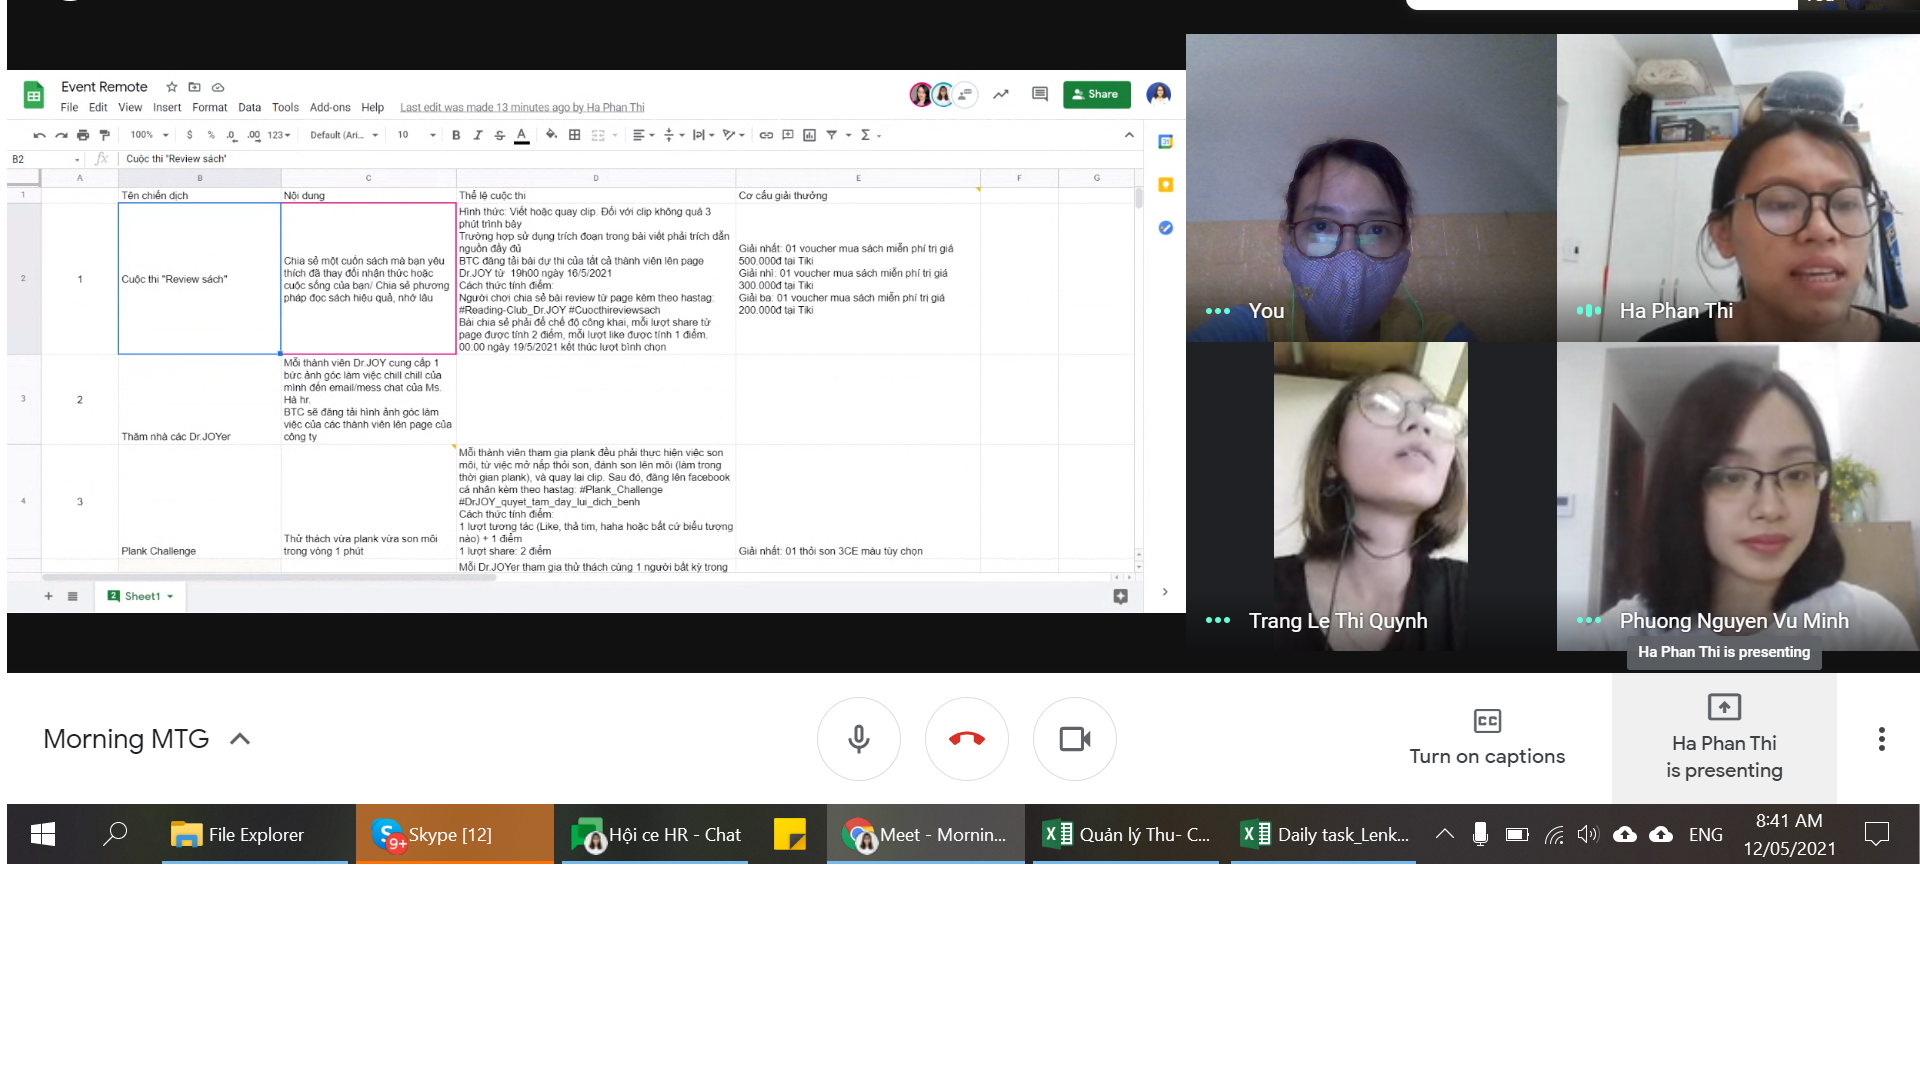 Event Remote
File Edit View Insert Format Data Tools Add-ons Help Last edit was made 13 minutes ago by Ha Phan Thi
Share
100% $ % .0 .00 123 Default (Ari... 10 B I S A
B2 fx Cuộc thi "Review sách"
A B C D E F G
1 Tên chiến dịch Nội dung Thể lệ cuộc thi Cơ cấu giải thưởng
2 1 Cuộc thi "Review sách"
Chia sẻ một cuốn sách mà bạn yêu
thích đã thay đổi nhận thức hoặc
cuộc sống của bạn/ Chia sẻ phương
pháp đọc sách hiệu quả, nhớ lâu
Hình thức: Viết hoặc quay clip. Đối với clip không quá 3
phút trình bày
Trường hợp sử dụng trích đoạn trong bài viết phải trích dẫn
nguồn đầy đủ
BTC đăng tải bài dự thi của tất cả thành viên lên page
Dr.JOY từ 19h00 ngày 16/5/2021
Cách thức tính điểm:
Người chơi chia sẻ bài review từ page kèm theo hastag:
#Reading-Club_Dr.JOY #Cuocthireviewsach
Bài chia sẻ phải để chế độ công khai, mỗi lượt share từ
page được tính 2 điểm, mỗi lượt like được tính 1 điểm.
00:00 ngày 19/5/2021 kết thúc lượt bình chọn
Giải nhất: 01 voucher mua sách miễn phí trị giá
500.000đ tại Tiki
Giải nhì: 01 voucher mua sách miễn phí trị giá
300.000đ tại Tiki
Giải ba: 01 voucher mua sách miễn phí trị giá
200.000đ tại Tiki
3 2 Thăm nhà các Dr.JOYer
Mỗi thành viên Dr.JOY cung cấp 1
bức ảnh góc làm việc chill chill của
mình đến email/mess chat của Ms.
Hà hr.
BTC sẽ đăng tải hình ảnh góc làm
việc của các thành viên lên page của
công ty
4 3 Plank Challenge
Thử thách vừa plank vừa son môi
trong vòng 1 phút
Mỗi thành viên tham gia plank đều phải thực hiện việc son
môi, từ việc mở nắp thỏi son, đánh son lên môi (làm trong
thời gian plank), và quay lại clip. Sau đó, đăng lên facebook
cá nhân kèm theo hastag: #Plank_Challenge
#DrJOY_quyet_tam_day_lui_dich_benh
Cách thức tính điểm:
1 lượt tương tác (Like, thả tim, haha hoặc bất cứ biểu tượng
nào) + 1 điểm
1 lượt share: 2 điểm
Giải nhất: 01 thỏi son 3CE màu tùy chọn
Mỗi Dr.JOYer tham gia thử thách cùng 1 người bất kỳ trong
2 Sheet1
31
You
Ha Phan Thi
Trang Le Thi Quynh
Phuong Nguyen Vu Minh
Ha Phan Thi is presenting
Morning MTG
CC
Turn on captions
Ha Phan Thi
is presenting
File Explorer
9+ Skype [12]
Hội ce HR - Chat
Meet - Mornin...
Quản lý Thu- C...
Daily task_Lenk...
ENG
8:41 AM
12/05/2021